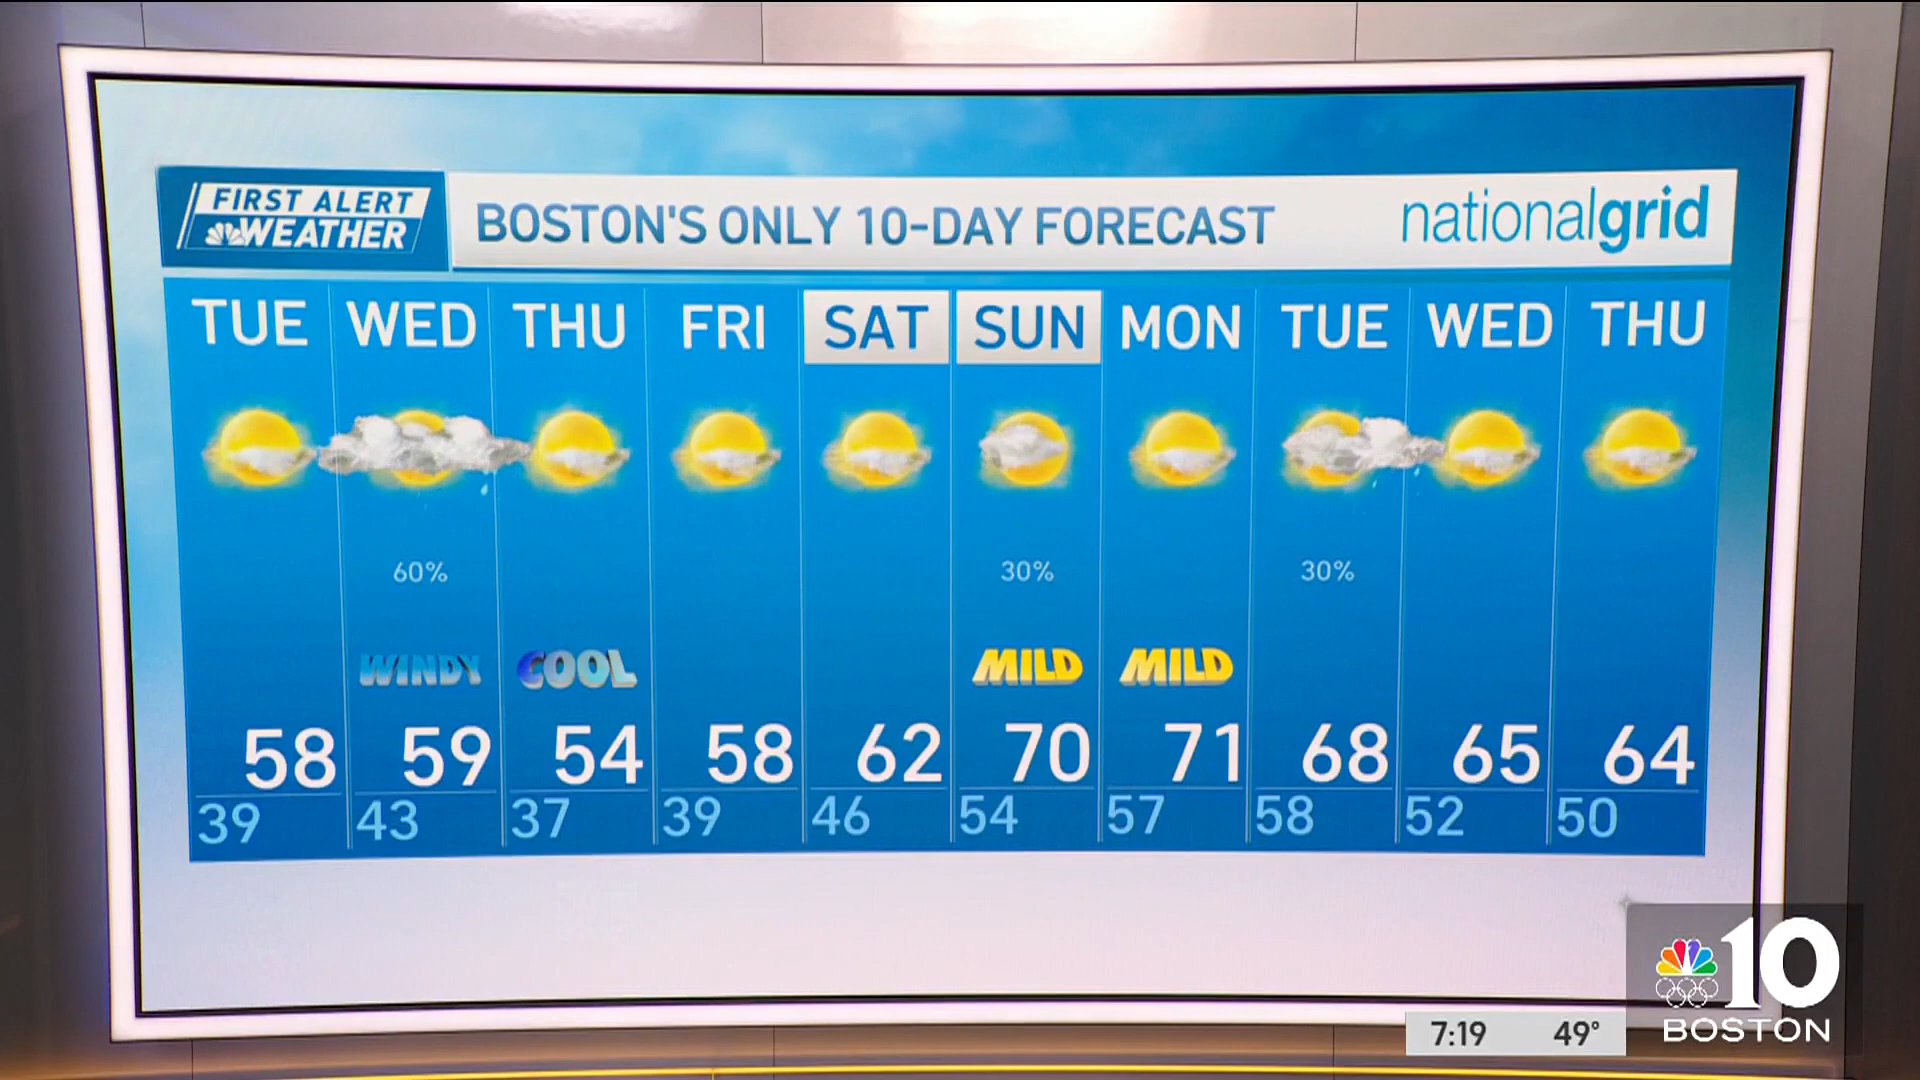 FIRST ALERT
WEATHER
BOSTON'S ONLY 10-DAY FORECAST
nationalgrid
TUE WED THU FRI SAT SUN MON TUE WED THU
60% 30% 30%
WINDY COOL MILD MILD
58 59 54 58 62 70 71 68 65 64
39 43 37 39 46 54 57 58 52 50
10
BOSTON
7:19 49°